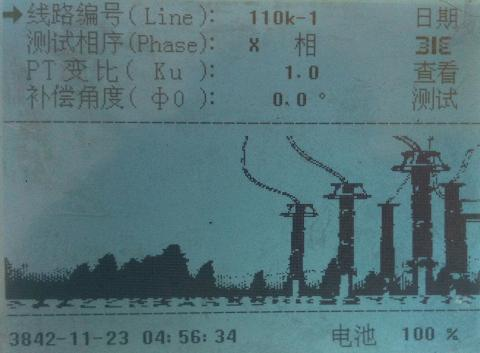 ➔线路编号(Line): 110k-1 日期
测试相序(Phase): X 相
PT变比( Ku ): 1.0 查看
补偿角度(Φ0): 0.0° 测试
3842-11-23 04:56:34 电池 100 %